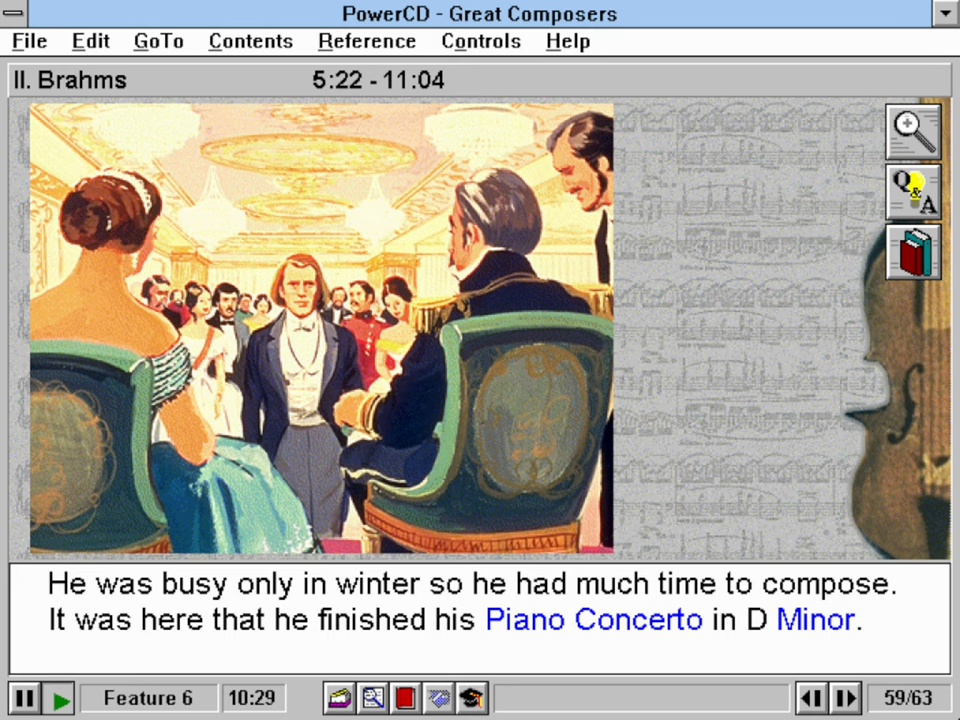 PowerCD - Great Composers
File Edit GoTo Contents Reference Controls Help
II. Brahms 5:22 - 11:04
Q & A
He was busy only in winter so he had much time to compose.
It was here that he finished his Piano Concerto in D Minor.
Feature 6 10:29 59/63